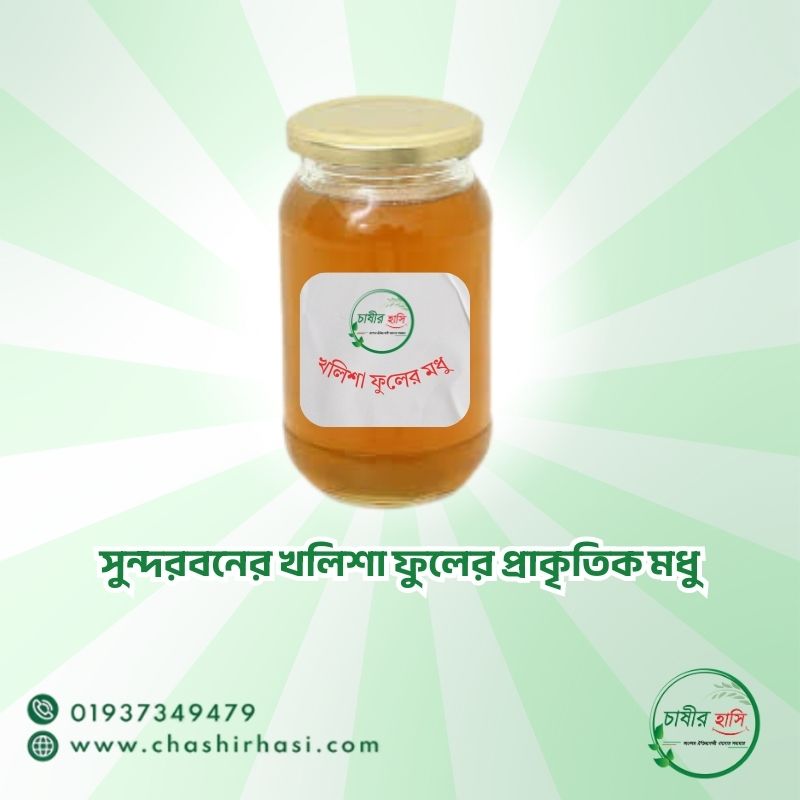 চাষীর হাসি
খলিশা ফুলের মধু
সুন্দরবনের খলিশা ফুলের প্রাকৃতিক মধু
01937349479
www.chashirhasi.com
চাষীর হাসি